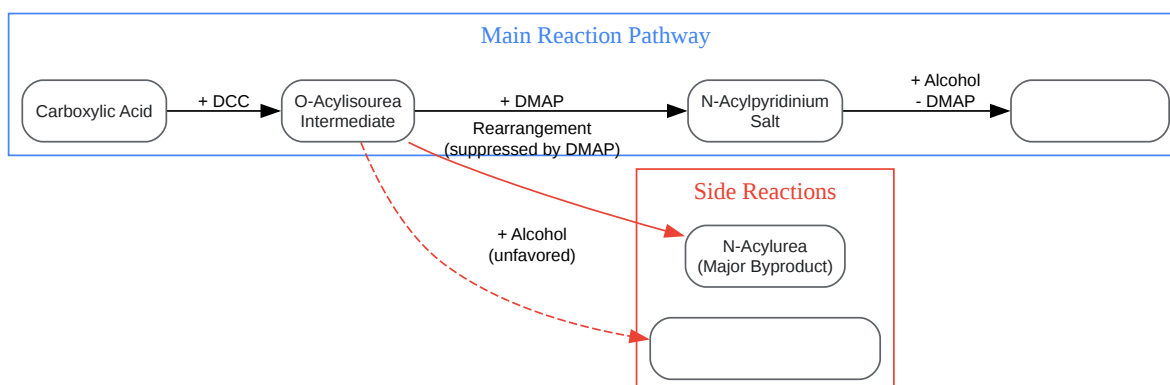 Main Reaction Pathway
Carboxylic Acid
+ DCC
O-Acylisourea
Intermediate
+ DMAP
N-Acylpyridinium
Salt
+ Alcohol
- DMAP
Rearrangement
(suppressed by DMAP)
Side Reactions
+ Alcohol
(unfavored)
N-Acylurea
(Major Byproduct)